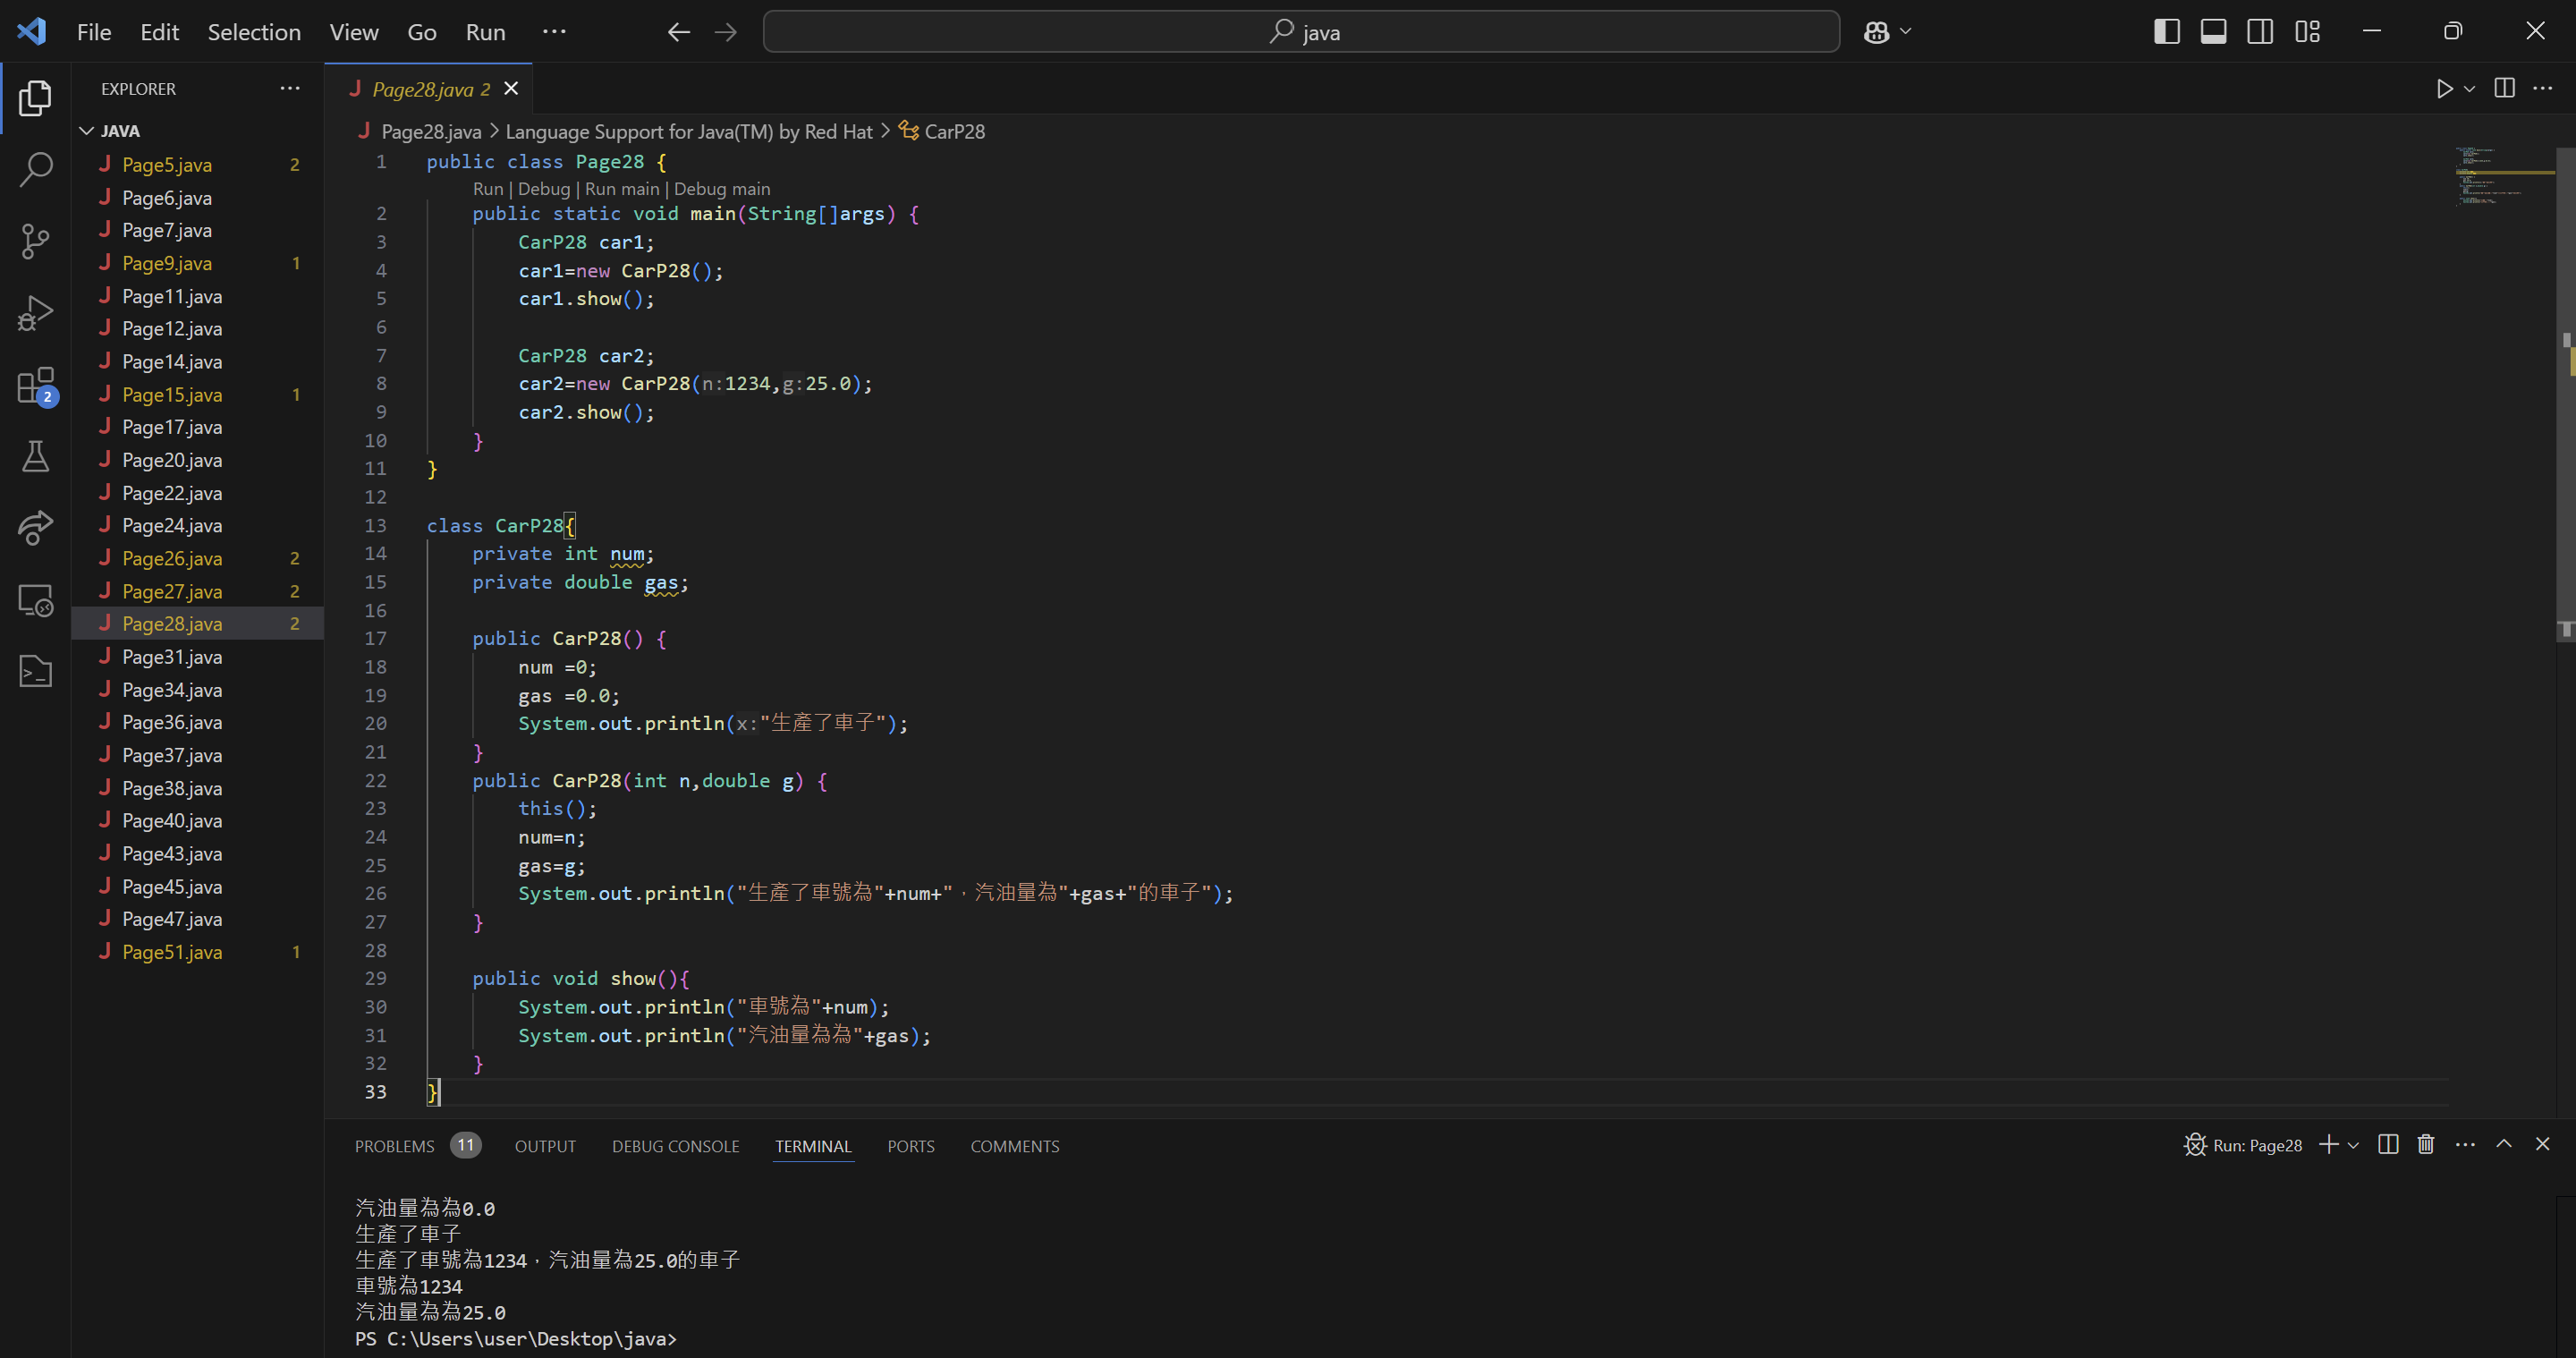 File Edit Selection View Go Run ···
java
EXPLORER ···
JAVA
Page5.java 2
Page6.java
Page7.java
Page9.java 1
Page11.java
Page12.java
Page14.java
Page15.java 1
Page17.java
Page20.java
Page22.java
Page24.java
Page26.java 2
Page27.java 2
Page28.java 2
Page31.java
Page34.java
Page36.java
Page37.java
Page38.java
Page40.java
Page43.java
Page45.java
Page47.java
Page51.java 1
2
J Page28.java 2
J Page28.java > Language Support for Java(TM) by Red Hat > CarP28
1 public class Page28 {
Run | Debug | Run main | Debug main
2 public static void main(String[]args) {
3 CarP28 car1;
4 car1=new CarP28();
5 car1.show();
6
7 CarP28 car2;
8 car2=new CarP28(n:1234,g:25.0);
9 car2.show();
10 }
11 }
12
13 class CarP28{
14 private int num;
15 private double gas;
16
17 public CarP28() {
18 num =0;
19 gas =0.0;
20 System.out.println(x:"生產了車子");
21 }
22 public CarP28(int n,double g) {
23 this();
24 num=n;
25 gas=g;
26 System.out.println("生產了車號為"+num+"，汽油量為"+gas+"的車子");
27 }
28
29 public void show(){
30 System.out.println("車號為"+num);
31 System.out.println("汽油量為為"+gas);
32 }
33 }
PROBLEMS 11 OUTPUT DEBUG CONSOLE TERMINAL PORTS COMMENTS
Run: Page28
汽油量為為0.0
生產了車子
生產了車號為1234，汽油量為25.0的車子
車號為1234
汽油量為為25.0
PS C:\Users\user\Desktop\java>